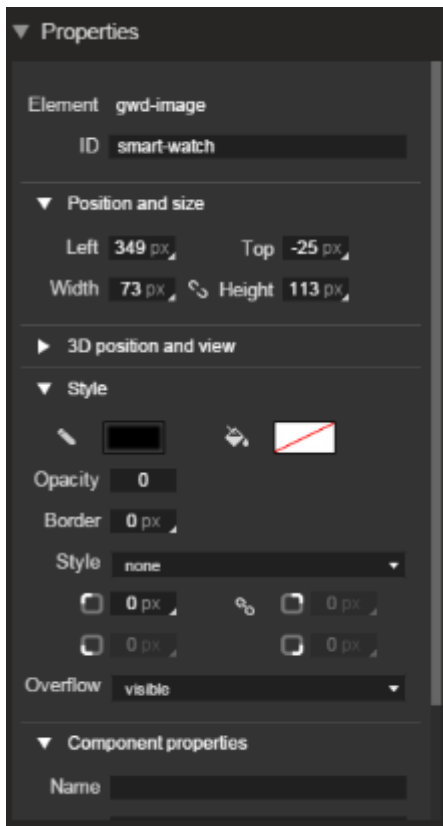 Properties
Element gwd-image
ID smart-watch
Position and size
Left 349 px Top -25 px
Width 73 px Height 113 px
3D position and view
Style
Opacity 0
Border 0 px
Style none
0 px 0 px
0 px 0 px
Overflow visible
Component properties
Name